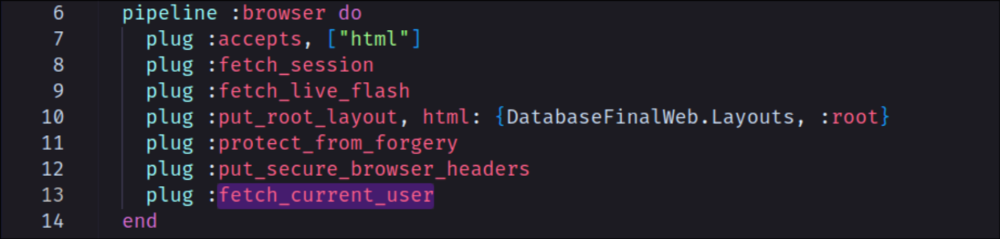 6 pipeline :browser do
7 plug :accepts, ["html"]
8 plug :fetch_session
9 plug :fetch_live_flash
10 plug :put_root_layout, html: {DatabaseFinalWeb.Layouts, :root}
11 plug :protect_from_forgery
12 plug :put_secure_browser_headers
13 plug :fetch_current_user
14 end